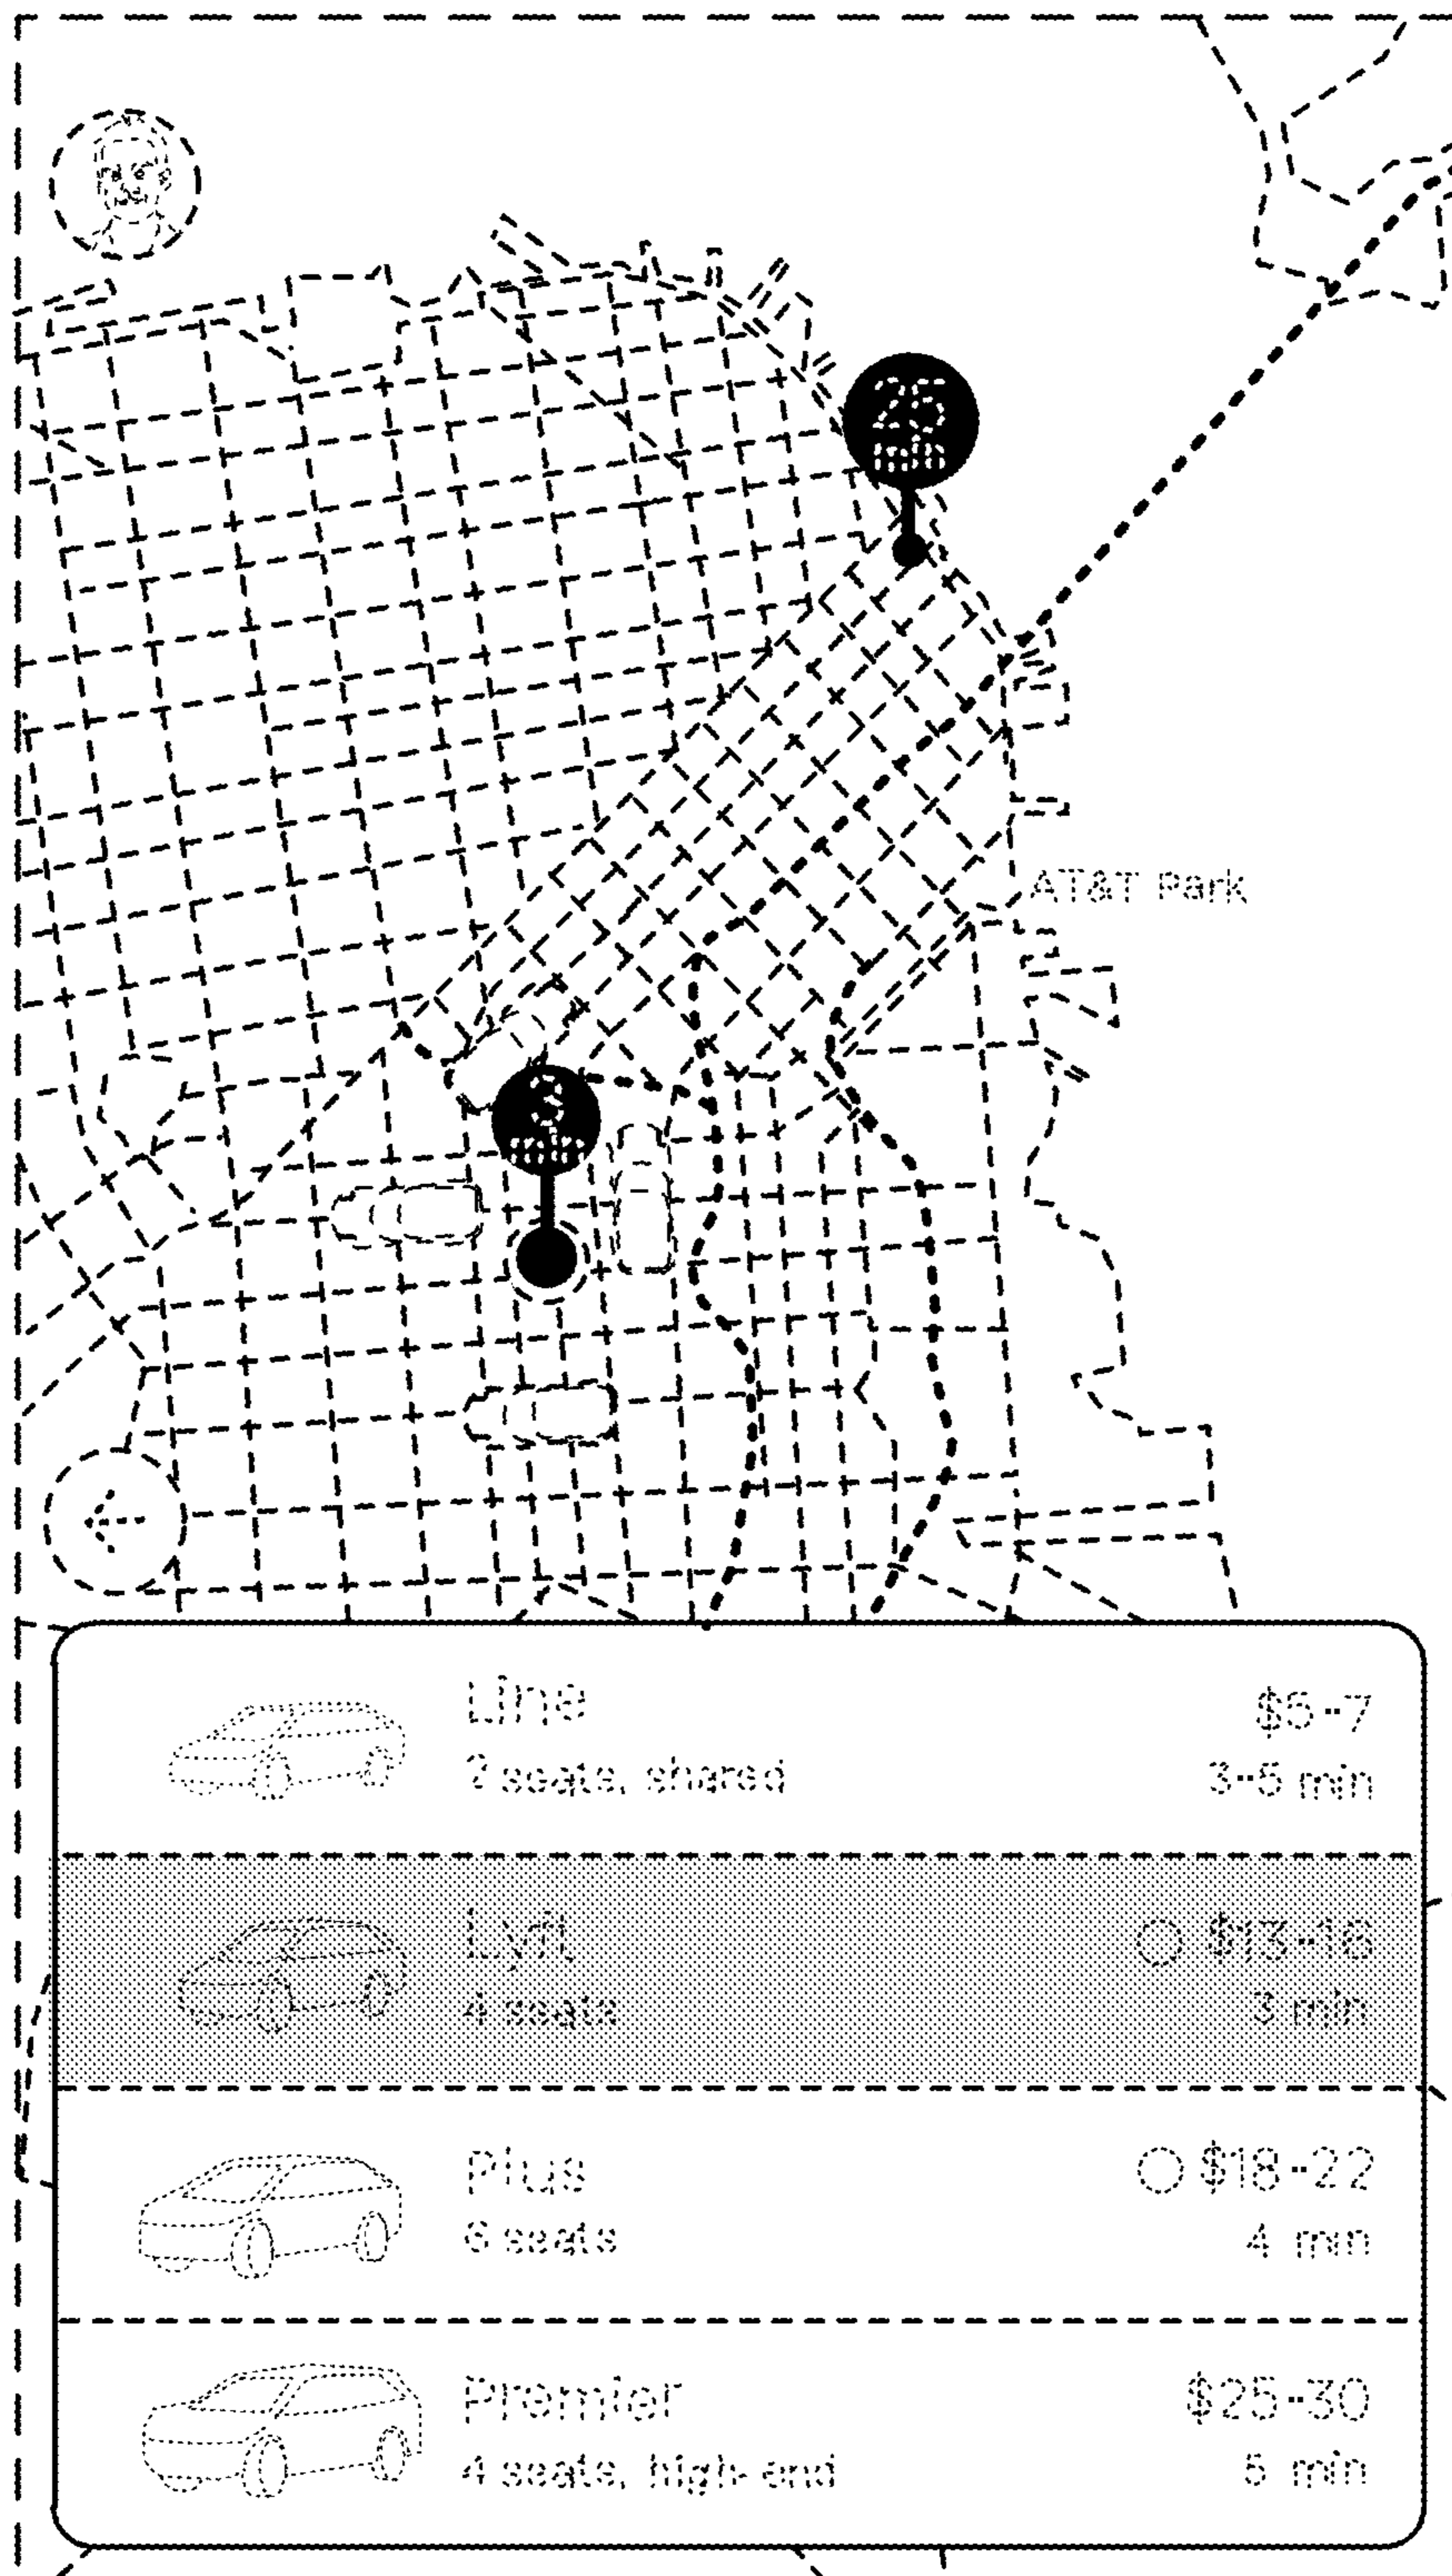 25
min
AT&T Park
3
min
Line
$5-7
2 seats, shared
3-5 min
Lyft
$13-16
4 seats
3 min
Plus
$18-22
6 seats
4 min
Premier
$25-30
4 seats, high-end
5 min